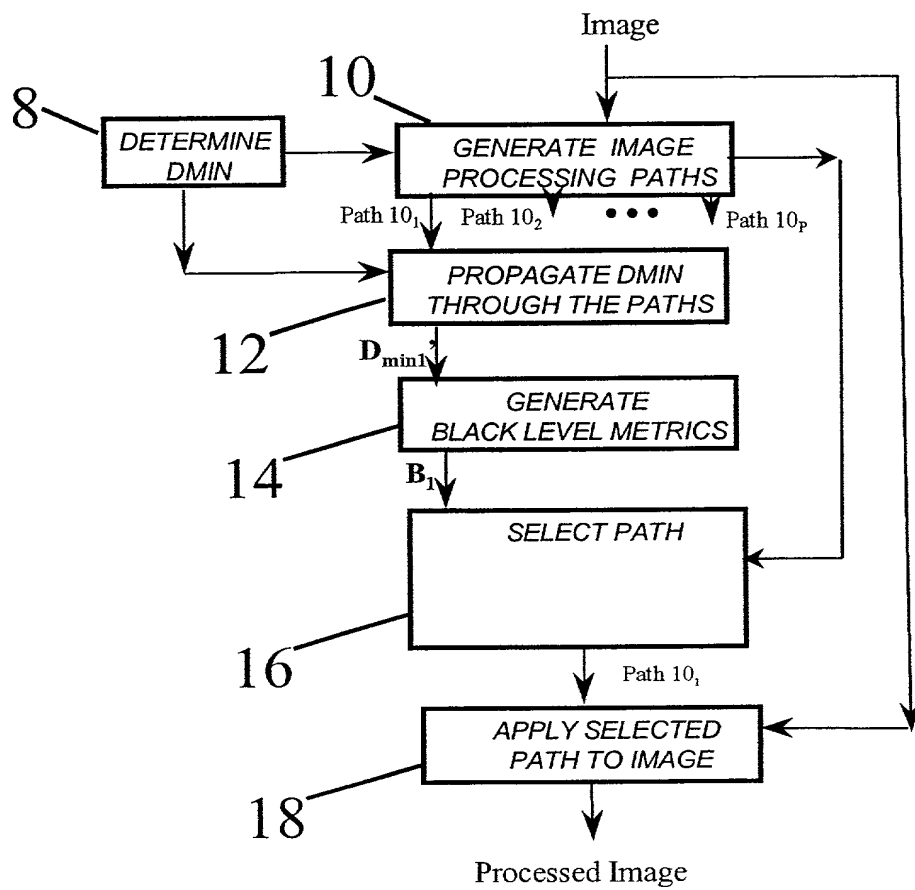 Image
10
8
DETERMINE
DMIN
GENERATE IMAGE
PROCESSING PATHS
Path 10₁
Path 10₂
• • •
Path 10ₚ
PROPAGATE DMIN
THROUGH THE PATHS
12
Dₘᵢₙ₁'
GENERATE
BLACK LEVEL METRICS
14
B₁
SELECT PATH
16
Path 10ᵢ
APPLY SELECTED
PATH TO IMAGE
18
Processed Image